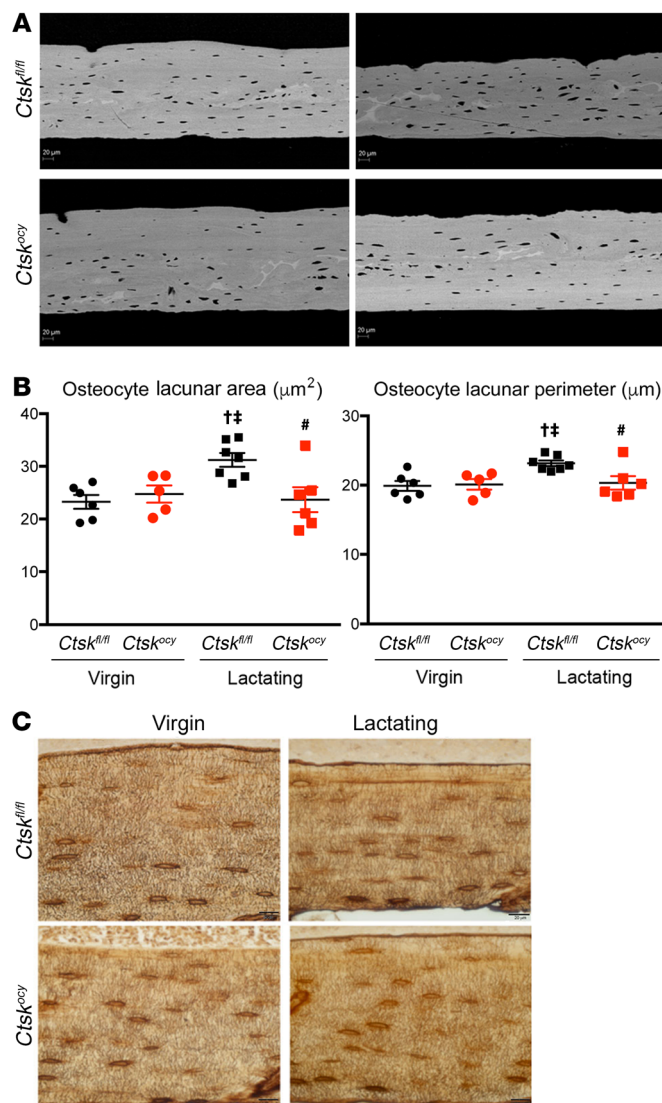 A
Ctsk^fl/fl
20 µm
20 µm
Ctsk^ocy
20 µm
20 µm
B
Osteocyte lacunar area (µm²)
Osteocyte lacunar perimeter (µm)
40
30
20
10
0
†‡
#
Ctsk^fl/fl Ctsk^ocy Ctsk^fl/fl Ctsk^ocy
Virgin Lactating
30
20
10
0
†‡
#
Ctsk^fl/fl Ctsk^ocy Ctsk^fl/fl Ctsk^ocy
Virgin Lactating
C
Virgin Lactating
Ctsk^fl/fl
20 µm
Ctsk^ocy